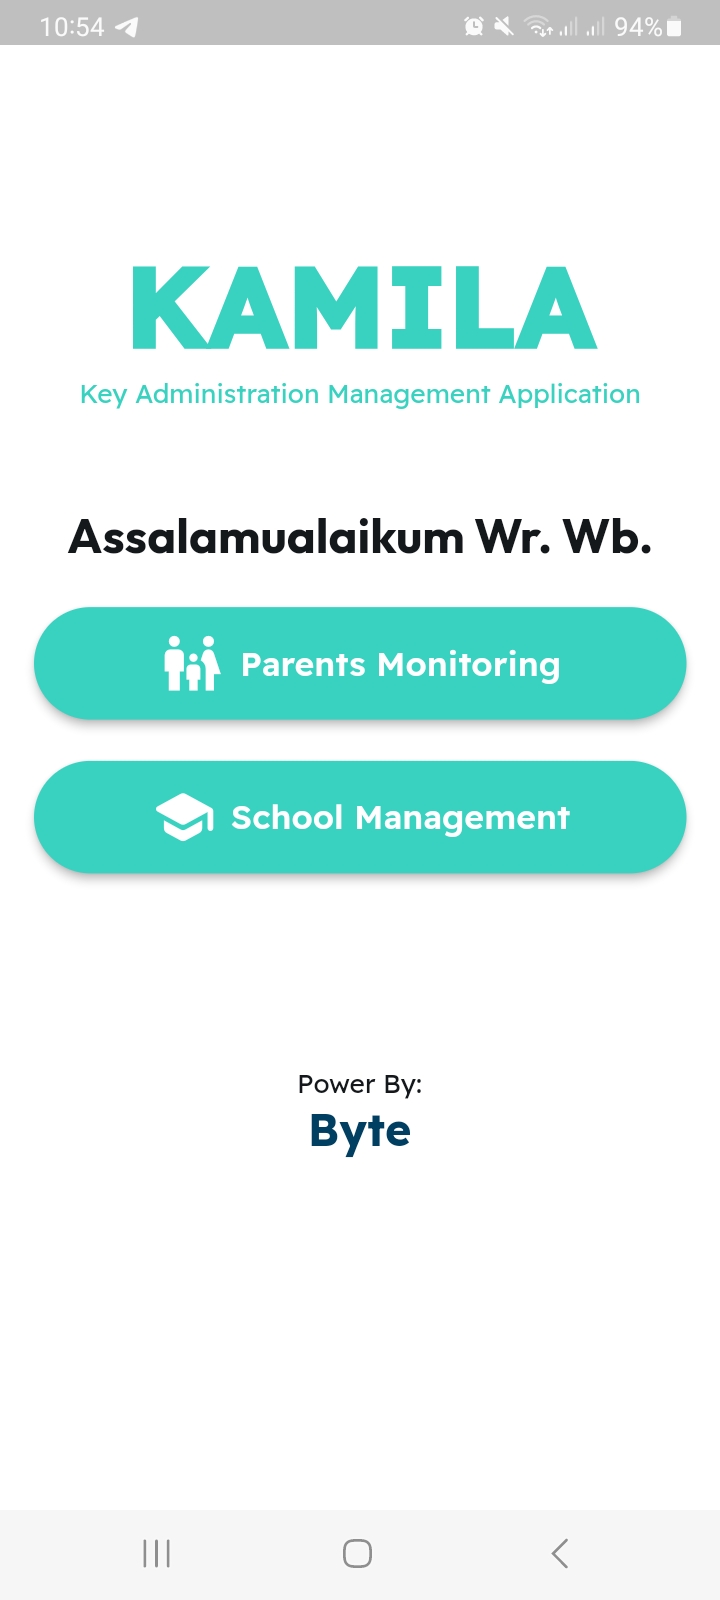 10:54
94%
KAMILA
Key Administration Management Application
Assalamualaikum Wr. Wb.
Parents Monitoring
School Management
Power By:
Byte